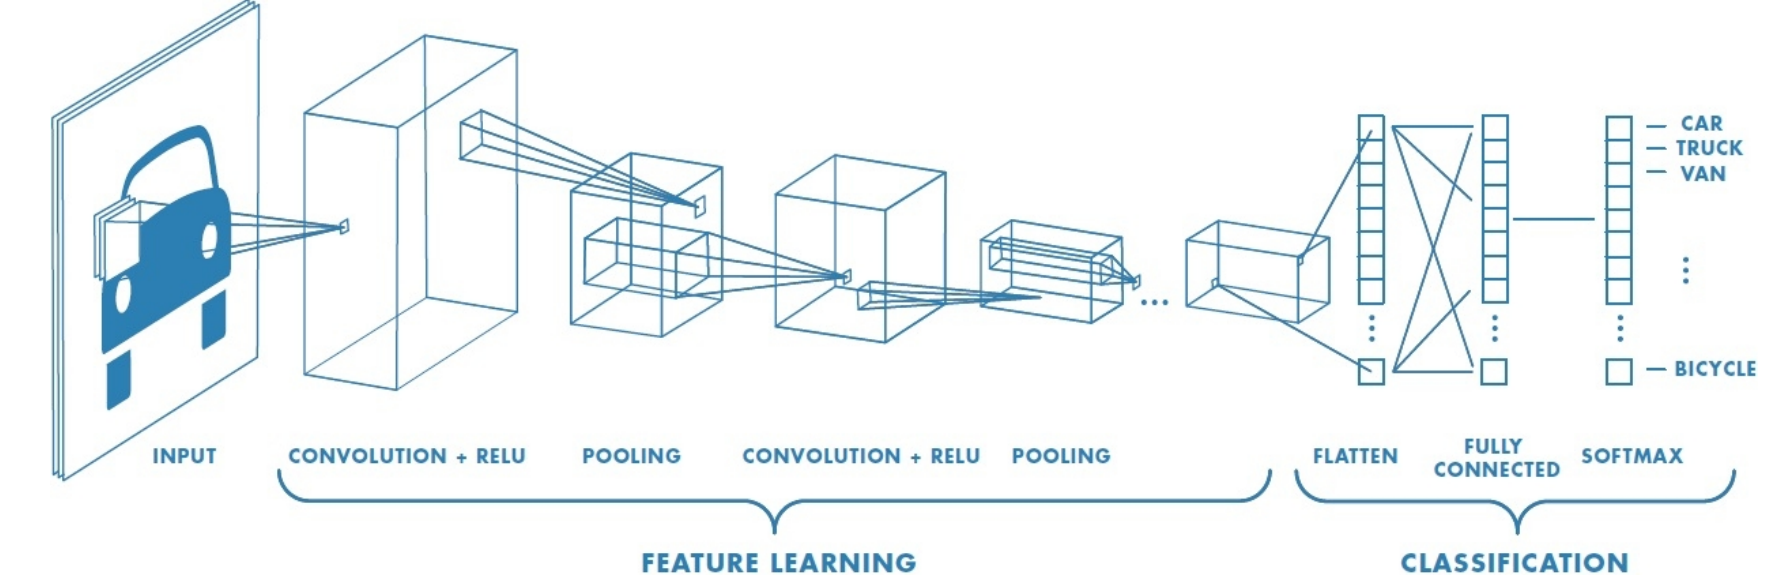 CAR
TRUCK
VAN
BICYCLE
INPUT
CONVOLUTION + RELU
POOLING
CONVOLUTION + RELU
POOLING
FLATTEN
FULLY
CONNECTED
SOFTMAX
FEATURE LEARNING
CLASSIFICATION